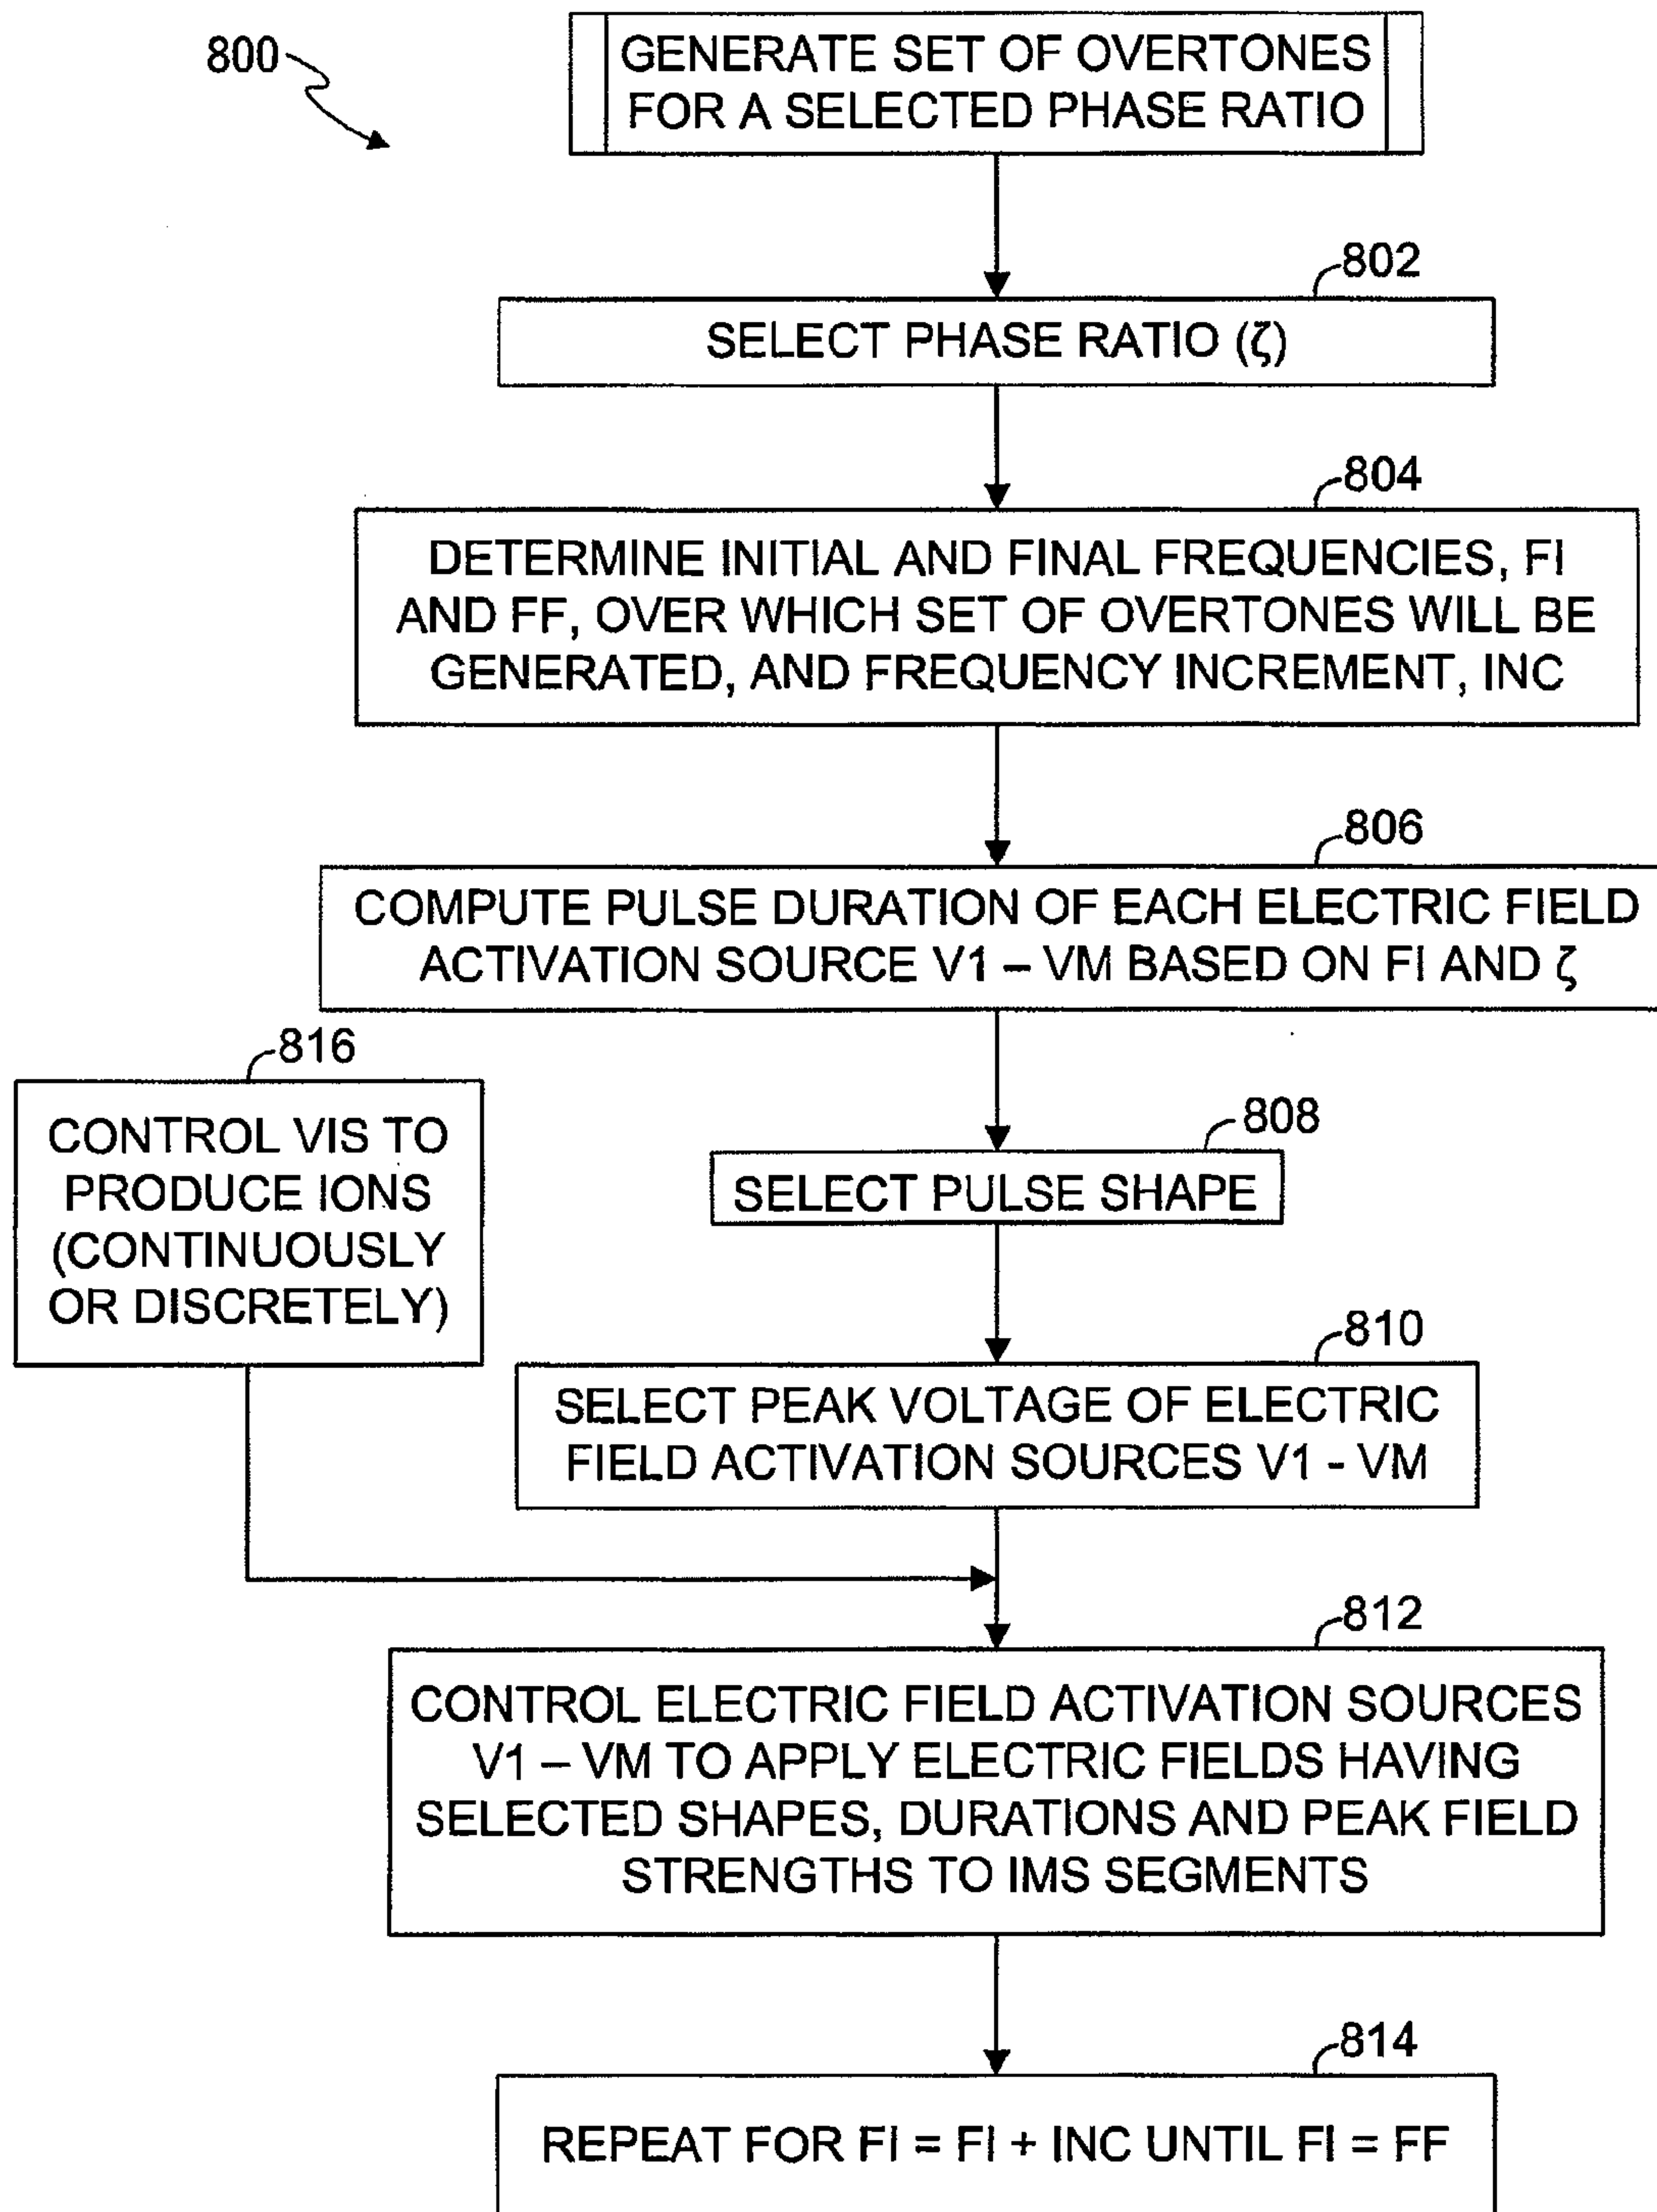 800
GENERATE SET OF OVERTONES
FOR A SELECTED PHASE RATIO
802
SELECT PHASE RATIO (ζ)
804
DETERMINE INITIAL AND FINAL FREQUENCIES, FI
AND FF, OVER WHICH SET OF OVERTONES WILL BE
GENERATED, AND FREQUENCY INCREMENT, INC
806
COMPUTE PULSE DURATION OF EACH ELECTRIC FIELD
ACTIVATION SOURCE V1 – VM BASED ON FI AND ζ
816
CONTROL VIS TO
PRODUCE IONS
(CONTINUOUSLY
OR DISCRETELY)
808
SELECT PULSE SHAPE
810
SELECT PEAK VOLTAGE OF ELECTRIC
FIELD ACTIVATION SOURCES V1 - VM
812
CONTROL ELECTRIC FIELD ACTIVATION SOURCES
V1 – VM TO APPLY ELECTRIC FIELDS HAVING
SELECTED SHAPES, DURATIONS AND PEAK FIELD
STRENGTHS TO IMS SEGMENTS
814
REPEAT FOR FI = FI + INC UNTIL FI = FF